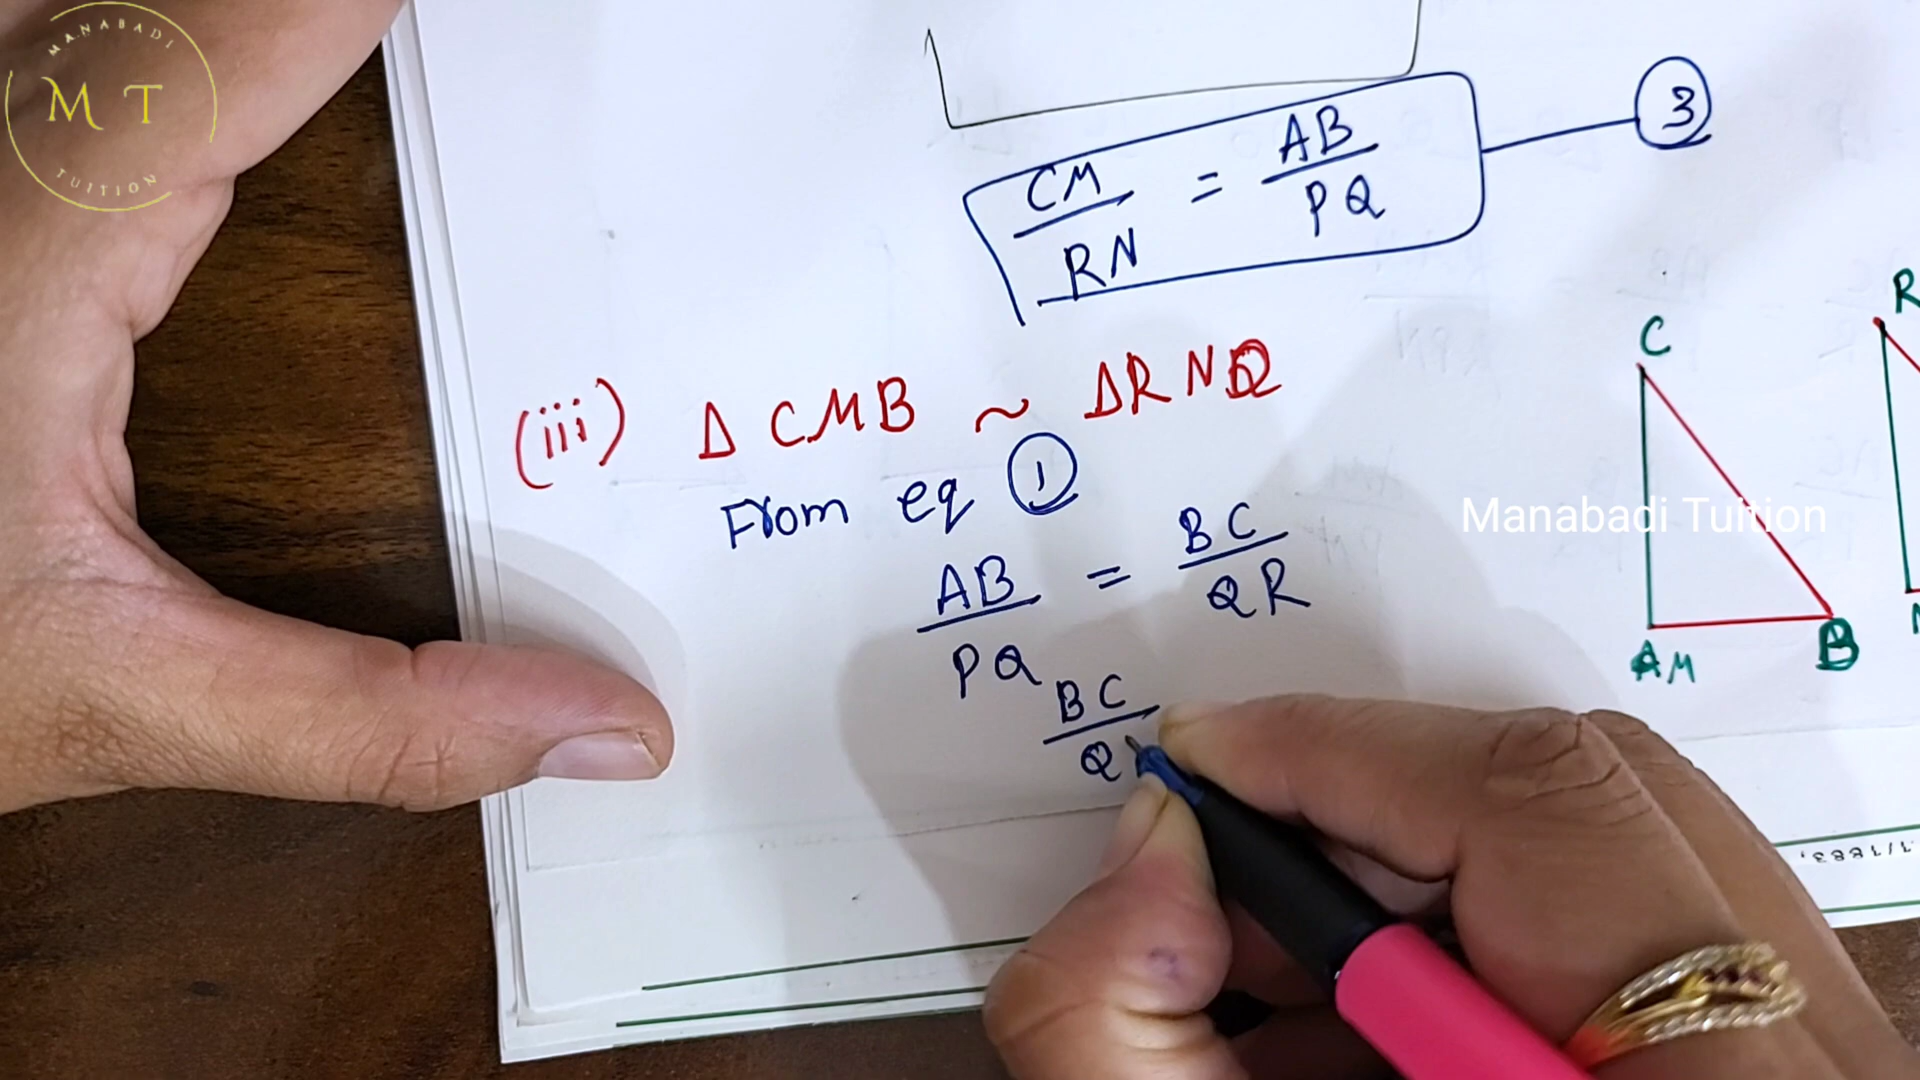 MANABADI
M T
TUITION
CM/RN = AB/PQ — 3
(iii) Δ CMB ~ ΔRNQ
From eq 1
AB/PQ = BC/QR
BC/Q
C
A M
B
R
Manabadi Tuition